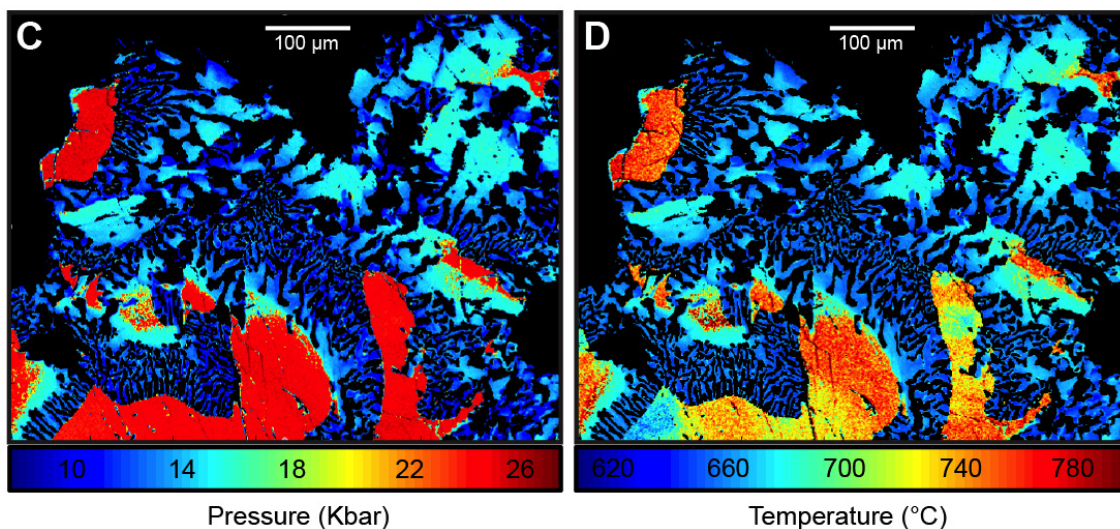 C
100 µm
D
100 µm
10 14 18 22 26
620 660 700 740 780
Pressure (Kbar)
Temperature (°C)